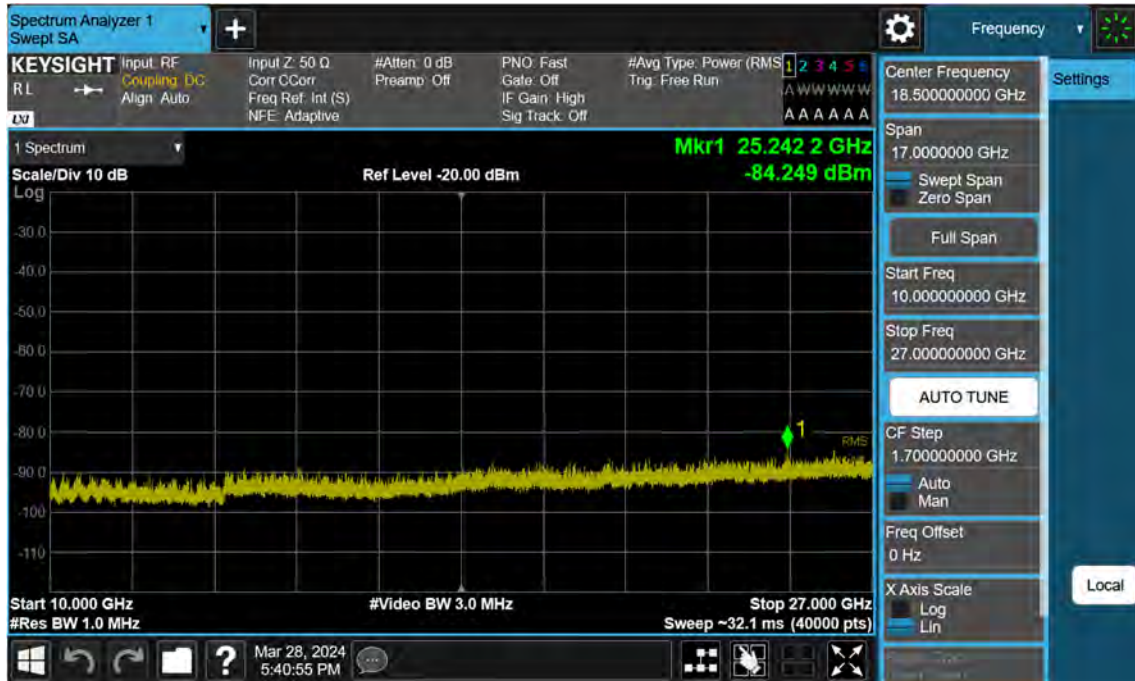 Spectrum Analyzer 1
Swept SA
Frequency
KEYSIGHT
RL
LXI
Input: RF
Coupling: DC
Align: Auto
Input Z: 50 Ω
Corr CCorr
Freq Ref: Int (S)
NFE: Adaptive
#Atten: 0 dB
Preamp: Off
PNO: Fast
Gate: Off
IF Gain: High
Sig Track: Off
#Avg Type: Power (RMS
Trig: Free Run
1 2 3 4 5 6
A W W W W W
A A A A A A
Center Frequency
18.500000000 GHz
Settings
1 Spectrum
Mkr1 25.242 2 GHz
-84.249 dBm
Scale/Div 10 dB
Ref Level -20.00 dBm
Log
-30.0
-40.0
-50.0
-60.0
-70.0
-80.0
-90.0
-100
-110
1
RMS
Start 10.000 GHz
#Video BW 3.0 MHz
Stop 27.000 GHz
#Res BW 1.0 MHz
Sweep ~32.1 ms (40000 pts)
Span
17.0000000 GHz
Swept Span
Zero Span
Full Span
Start Freq
10.000000000 GHz
Stop Freq
27.000000000 GHz
AUTO TUNE
CF Step
1.700000000 GHz
Auto
Man
Freq Offset
0 Hz
X Axis Scale
Log
Lin
Local
?
Mar 28, 2024
5:40:55 PM